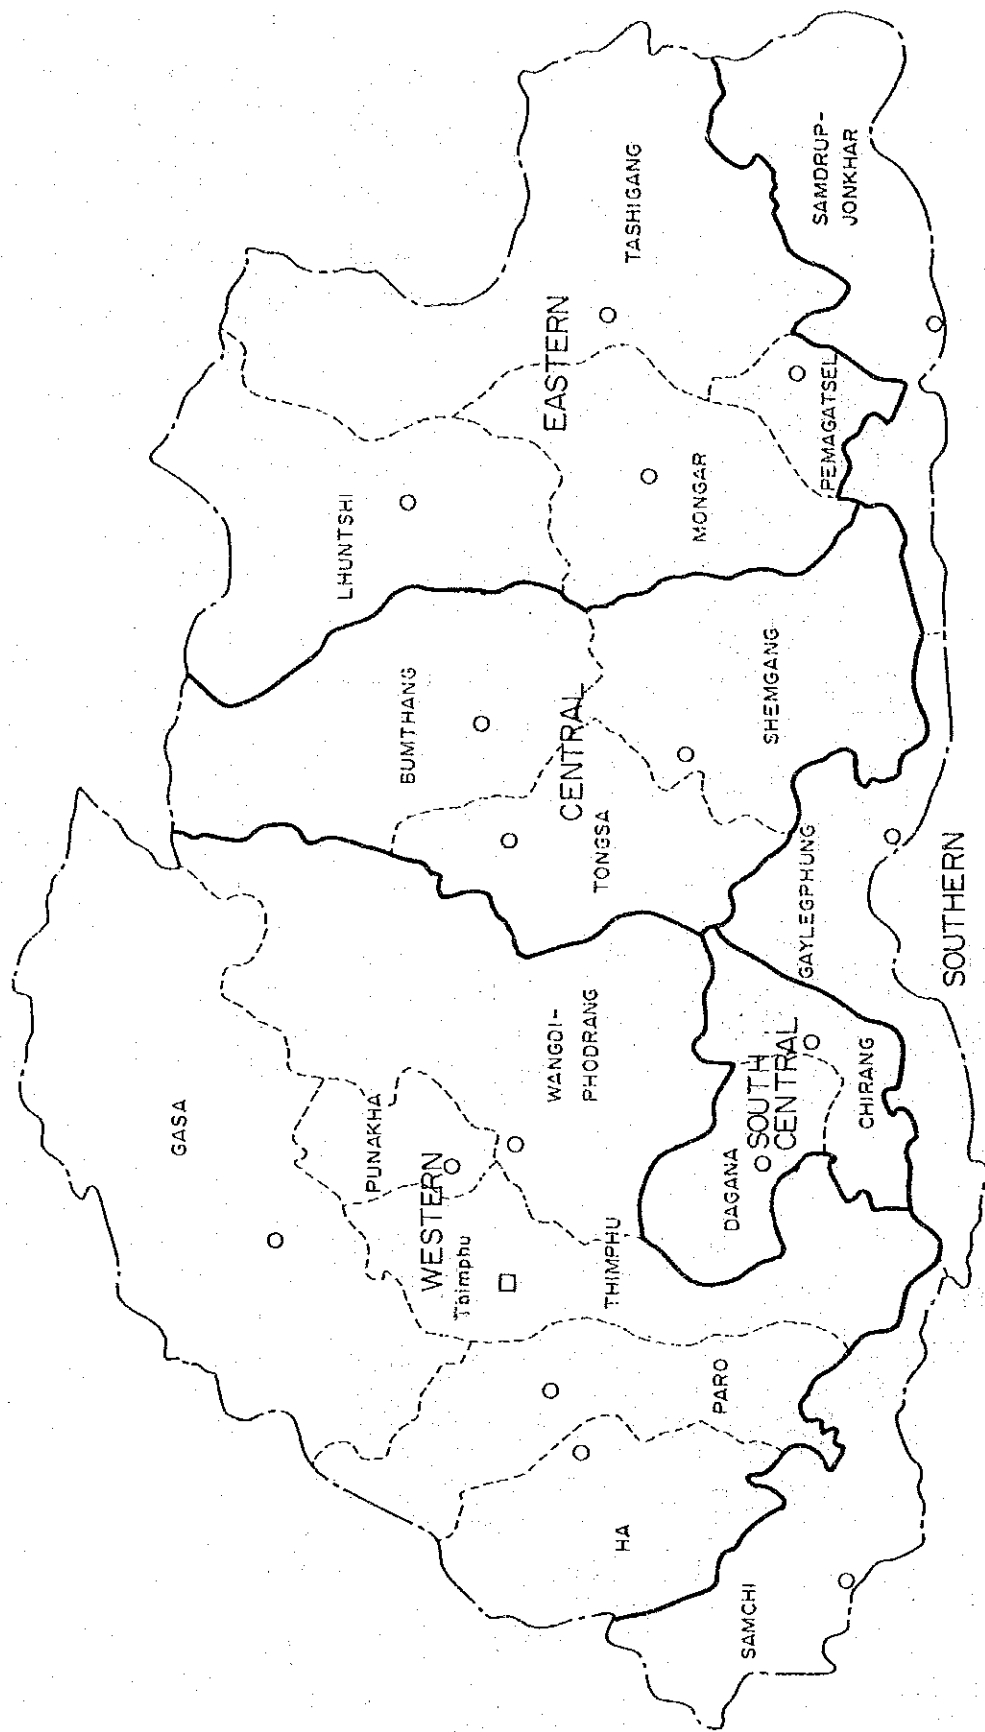 GASA
PUNAKHA
WESTERN
Thimphu
WANGDI-
PHODRANG
THIMPHU
PARO
HA
SAMCHI
DAGANA
SOUTH
CENTRAL
CHIRANG
GAYLEGPHUNG
SOUTHERN
BUMTHANG
CENTRAL
TONGSA
SHEMGANG
LHUNTSHI
EASTERN
MONGAR
TASHIGANG
PEMAGATSEL
SAMDRUP-
JONKHAR